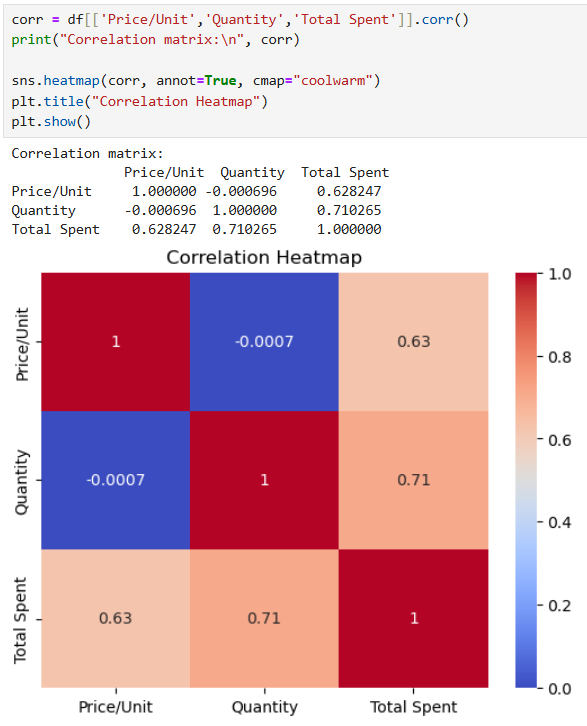 corr = df[['Price/Unit','Quantity','Total Spent']].corr()
print("Correlation matrix:\n", corr)
sns.heatmap(corr, annot=True, cmap="coolwarm")
plt.title("Correlation Heatmap")
plt.show()
Correlation matrix:
Price/Unit Quantity Total Spent
Price/Unit 1.000000 -0.000696 0.628247
Quantity -0.000696 1.000000 0.710265
Total Spent 0.628247 0.710265 1.000000
Correlation Heatmap
Price/Unit
1 -0.0007 0.63
Quantity
-0.0007 1 0.71
Total Spent
0.63 0.71 1
Price/Unit Quantity Total Spent
1.0
0.8
0.6
0.4
0.2
0.0